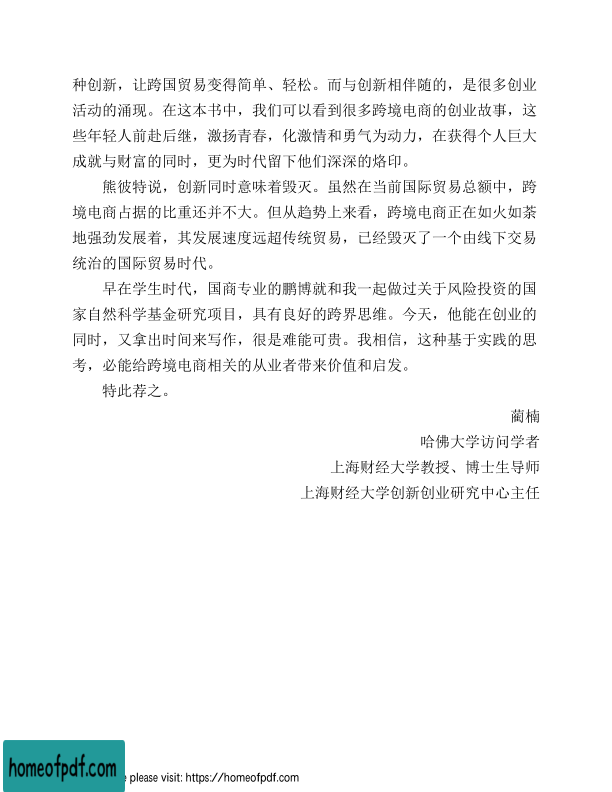 种创新，让跨国贸易变得简单、轻松。而与创新相伴随的，是很多创业
活动的涌现。在这本书中，我们可以看到很多跨境电商的创业故事，这
些年轻人前赴后继，激扬青春，化激情和勇气为动力，在获得个人巨大
成就与财富的同时，更为时代留下他们深深的烙印。
熊彼特说，创新同时意味着毁灭。虽然在当前国际贸易总额中，跨
境电商占据的比重还并不大。但从趋势上来看，跨境电商正在如火如荼
地强劲发展着，其发展速度远超传统贸易，已经毁灭了一个由线下交易
统治的国际贸易时代。
早在学生时代，国商专业的鹏博就和我一起做过关于风险投资的国
家自然科学基金研究项目，具有良好的跨界思维。今天，他能在创业的
同时，又拿出时间来写作，很是难能可贵。我相信，这种基于实践的思
考，必能给跨境电商相关的从业者带来价值和启发。
特此荐之。
蔺楠
哈佛大学访问学者
上海财经大学教授、博士生导师
上海财经大学创新创业研究中心主任
homeofpdf.com
e please visit: https://homeofpdf.com